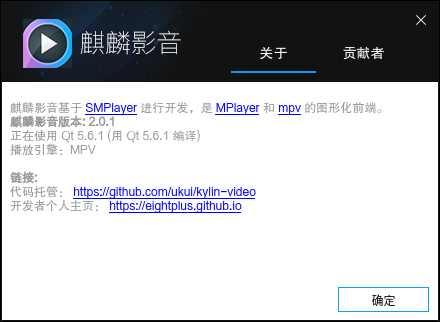 麒麟影音
关于
贡献者
麒麟影音基于 SMPlayer 进行开发，是 MPlayer 和 mpv 的图形化前端。
麒麟影音版本: 2.0.1
正在使用 Qt 5.6.1 (用 Qt 5.6.1 编译)
播放引擎：MPV
链接:
代码托管： https://github.com/ukui/kylin-video
开发者个人主页： https://eightplus.github.io
确定